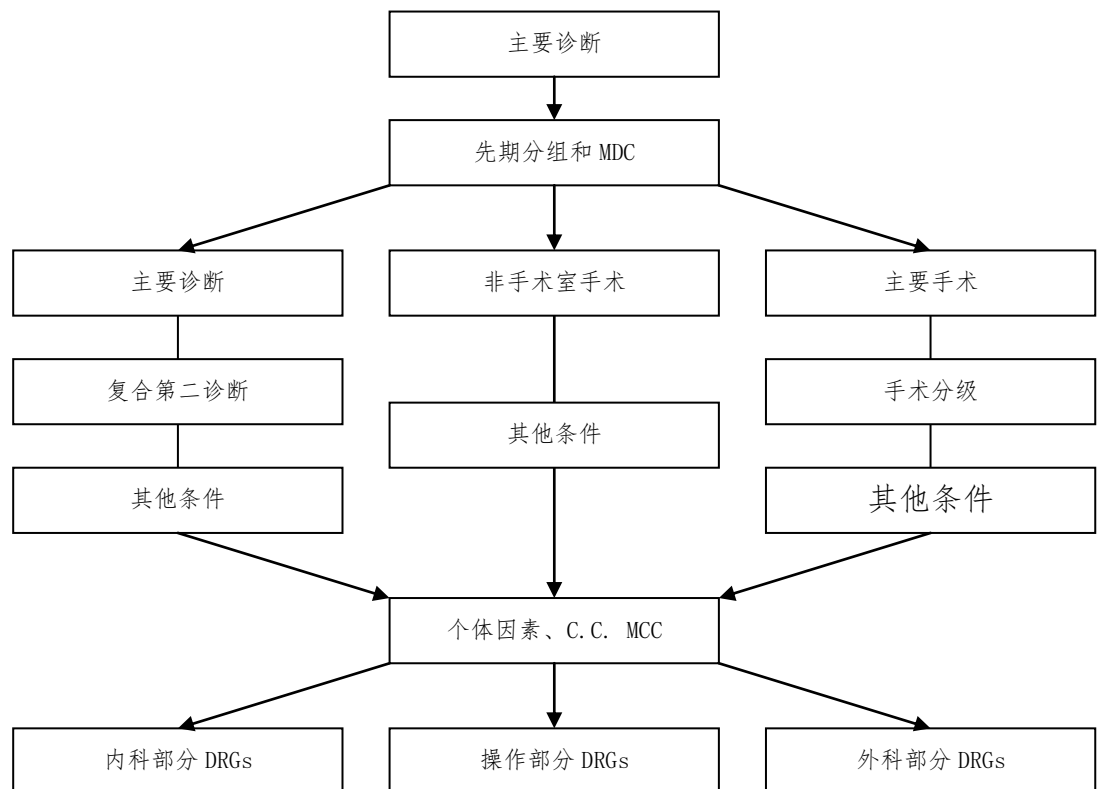 主要诊断
先期分组和 MDC
主要诊断
非手术室手术
主要手术
复合第二诊断
手术分级
其他条件
其他条件
其他条件
个体因素、C.C. MCC
内科部分 DRGs
操作部分 DRGs
外科部分 DRGs